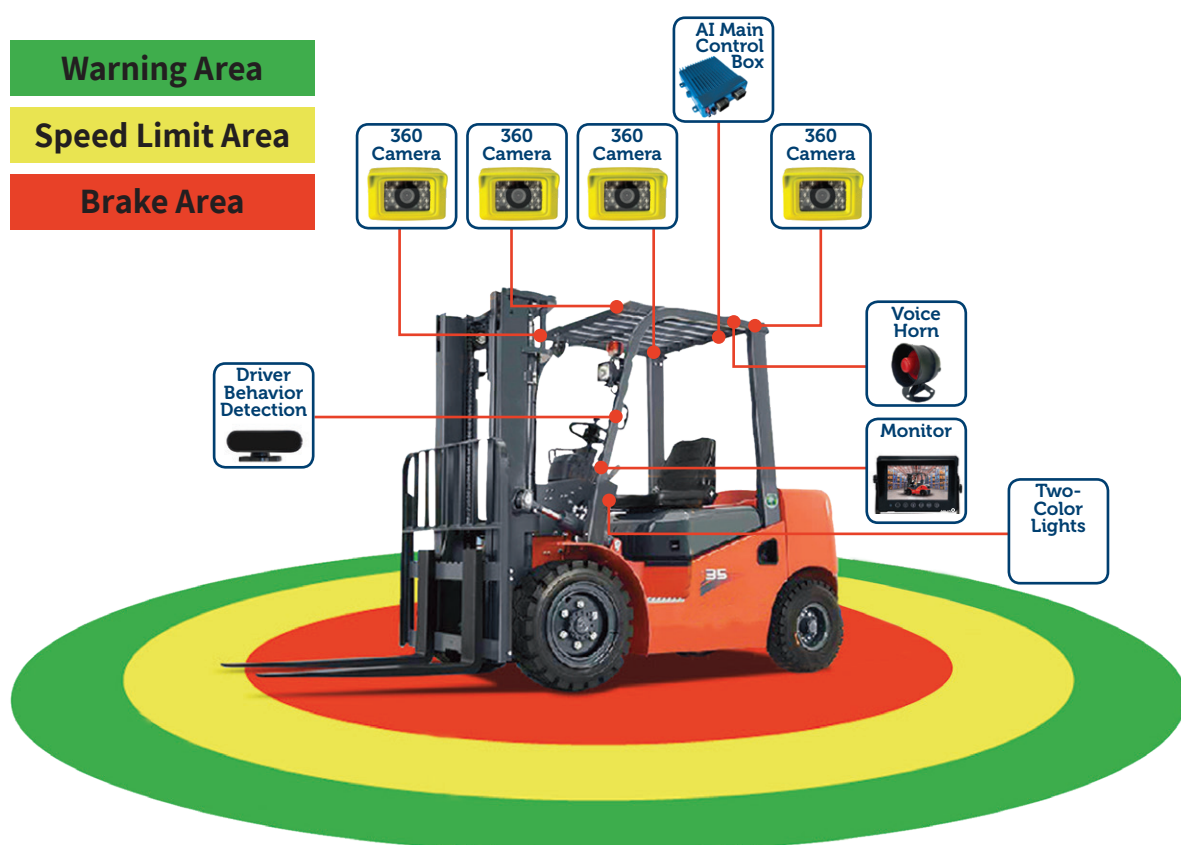 Warning Area
Speed Limit Area
Brake Area
AI Main
Control
Box
360
Camera
360
Camera
360
Camera
360
Camera
Voice
Horn
Driver
Behavior
Detection
Monitor
Two-
Color
Lights
35